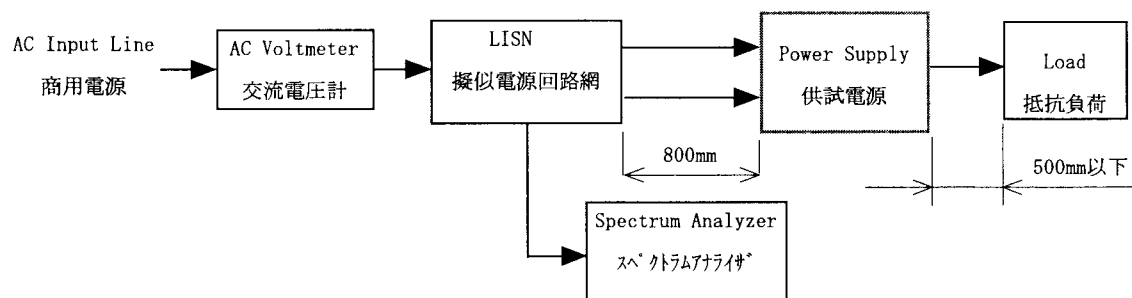 AC Input Line
商用電源
AC Voltmeter
交流電圧計
LISN
擬似電源回路網
Power Supply
供試電源
Load
抵抗負荷
800mm
500mm以下
Spectrum Analyzer
ｽﾍﾟｸﾄﾗﾑｱﾅﾗｲｻﾞ